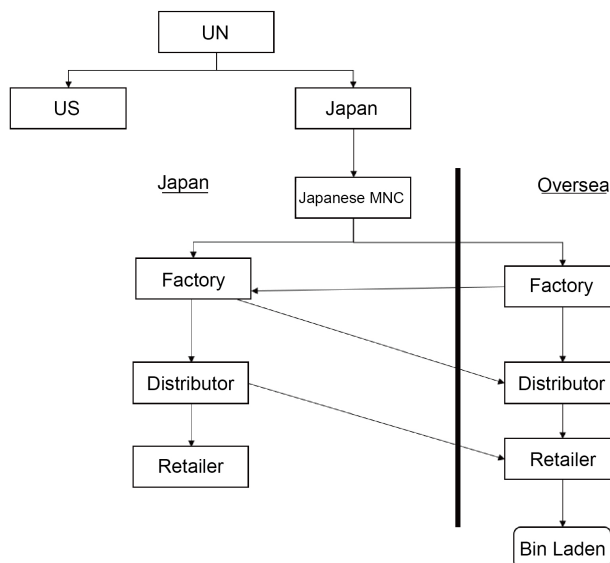 UN
US
Japan
Japan
Japanese MNC
Oversea
Factory
Factory
Distributor
Distributor
Retailer
Retailer
Bin Laden